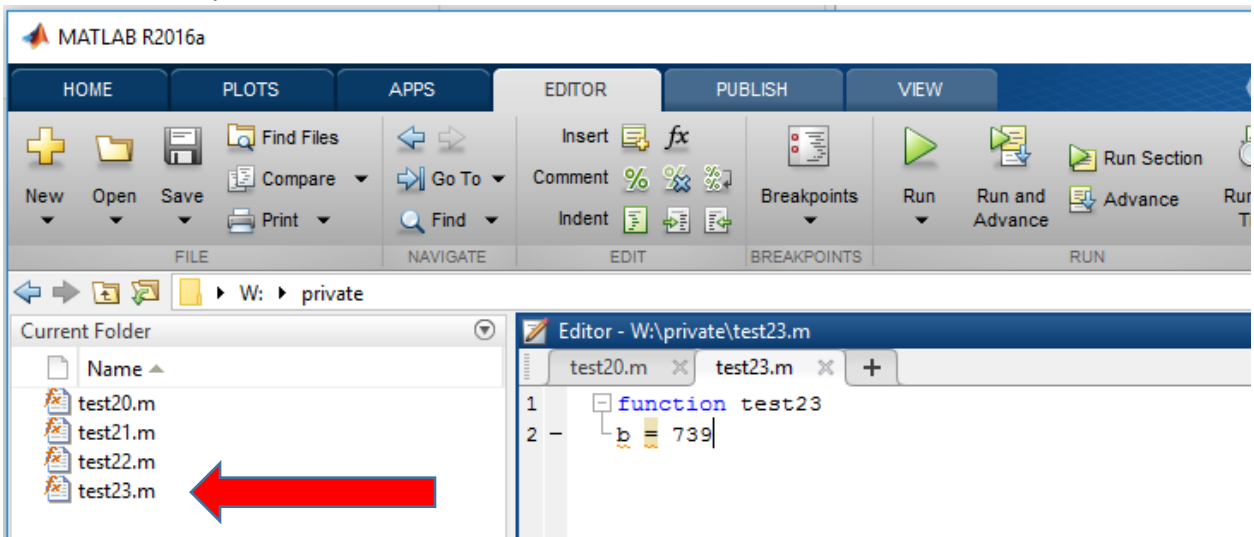 MATLAB R2016a
HOME PLOTS APPS EDITOR PUBLISH VIEW
New Open Save Find Files Compare Print
Go To Find
Insert fx
Comment
Indent
Breakpoints
Run Run and Advance Run Section Advance
FILE NAVIGATE EDIT BREAKPOINTS RUN
W: private
Current Folder
Name
test20.m
test21.m
test22.m
test23.m
Editor - W:\private\test23.m
test20.m test23.m +
1 function test23
2 – b = 739